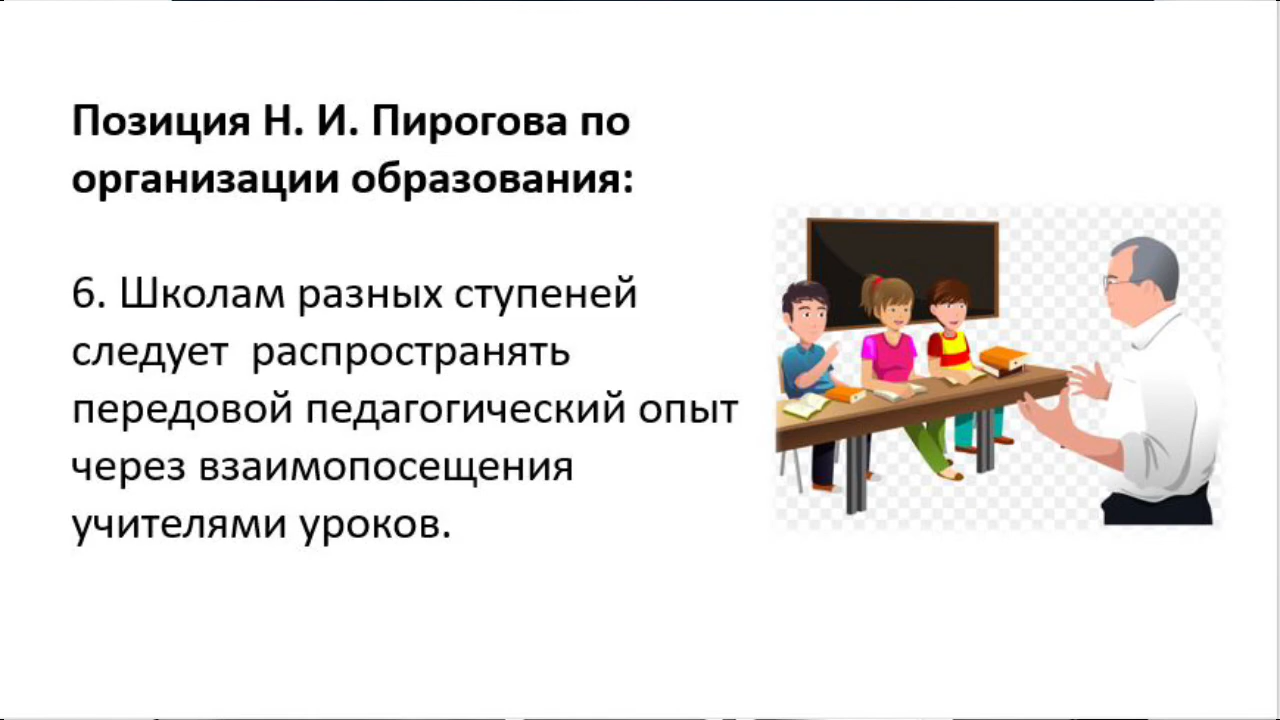 Позиция Н. И. Пирогова по
организации образования:
6. Школам разных ступеней
следует  распространять
передовой педагогический опыт
через взаимопосещения
учителями уроков.